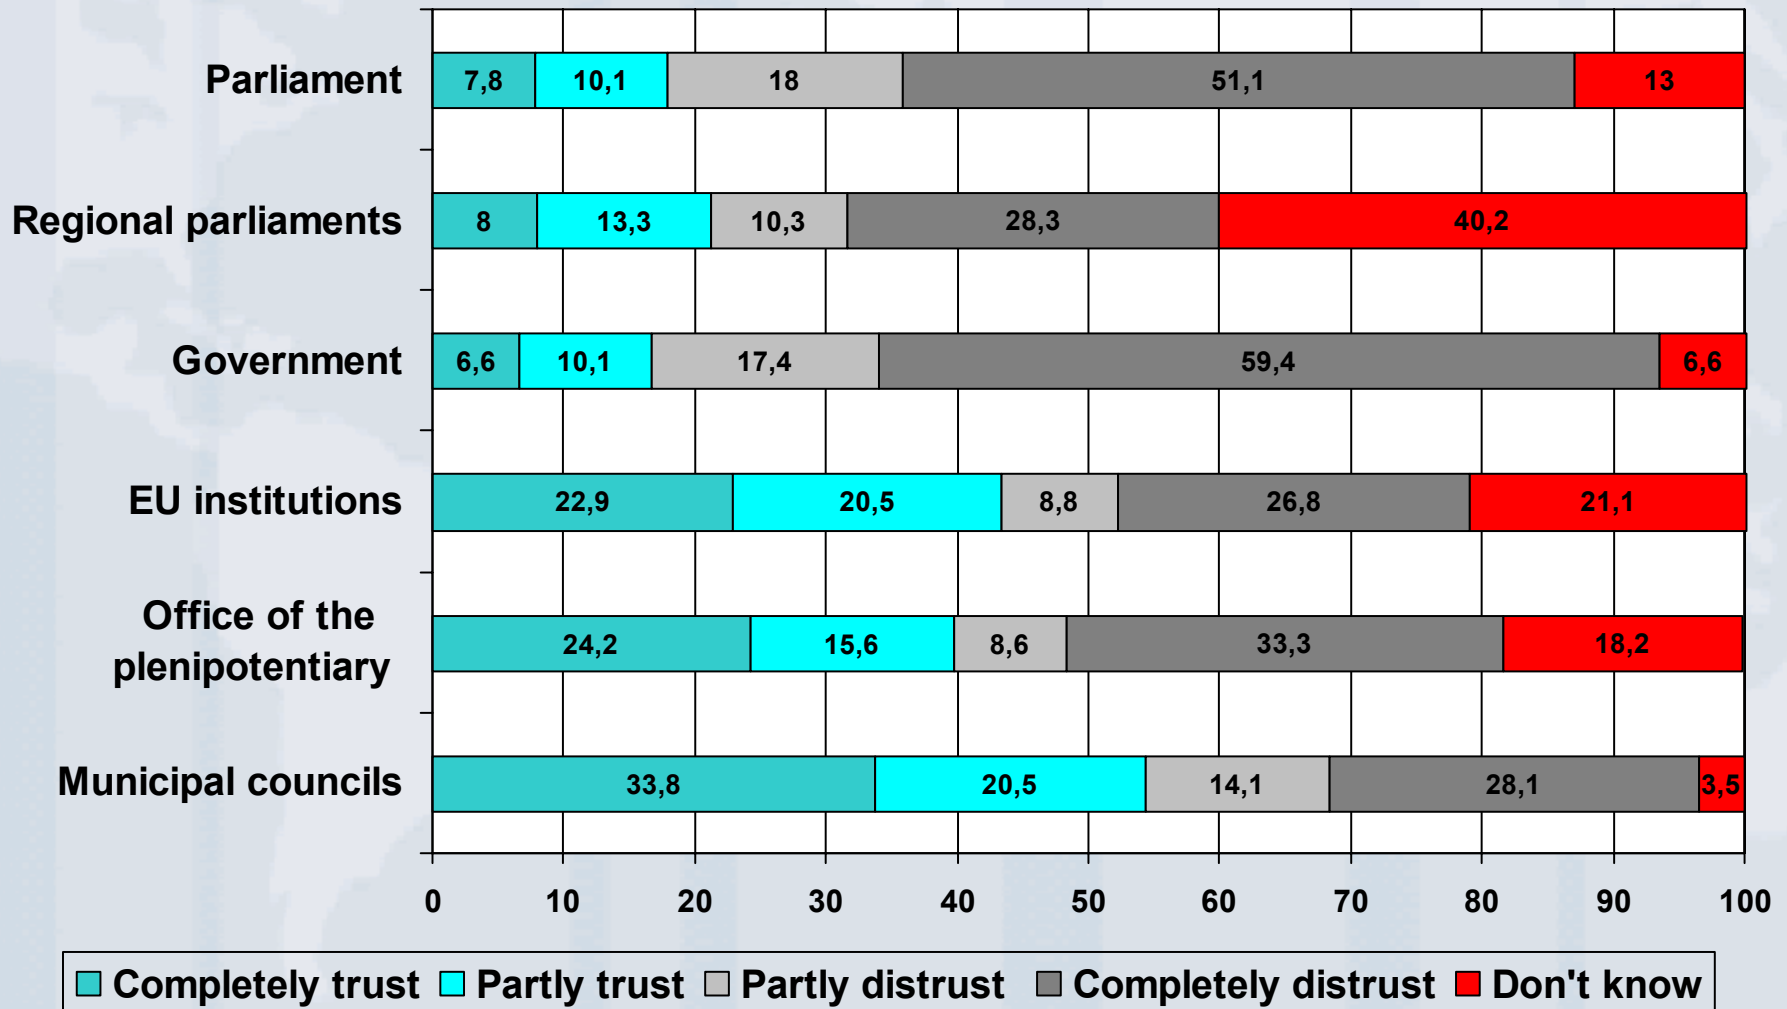 Parliament 7,8 10,1 18 51,1 13
Regional parliaments 8 13,3 10,3 28,3 40,2
Government 6,6 10,1 17,4 59,4 6,6
EU institutions 22,9 20,5 8,8 26,8 21,1
Office of the
plenipotentiary 24,2 15,6 8,6 33,3 18,2
Municipal councils 33,8 20,5 14,1 28,1 3,5
0 10 20 30 40 50 60 70 80 90 100
Completely trust Partly trust Partly distrust Completely distrust Don't know